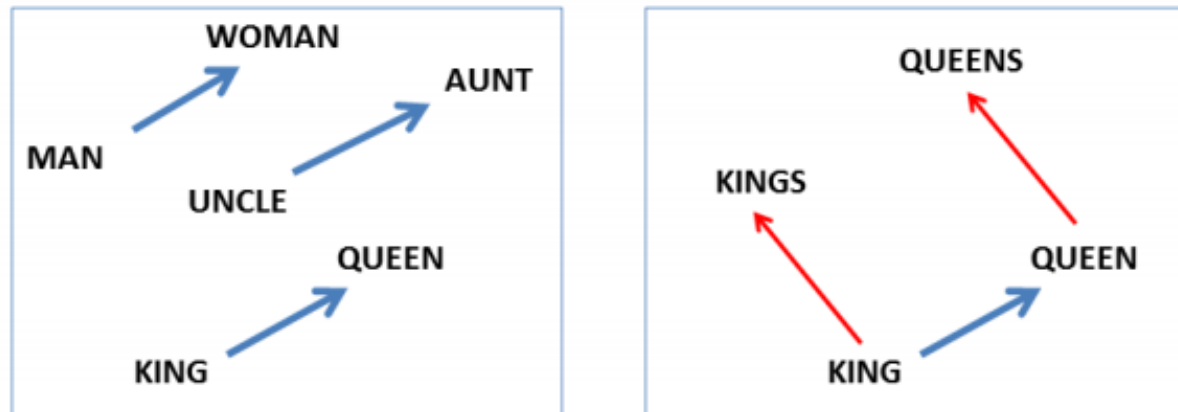 WOMAN
AUNT
MAN
UNCLE
QUEEN
KING
QUEENS
KINGS
QUEEN
KING